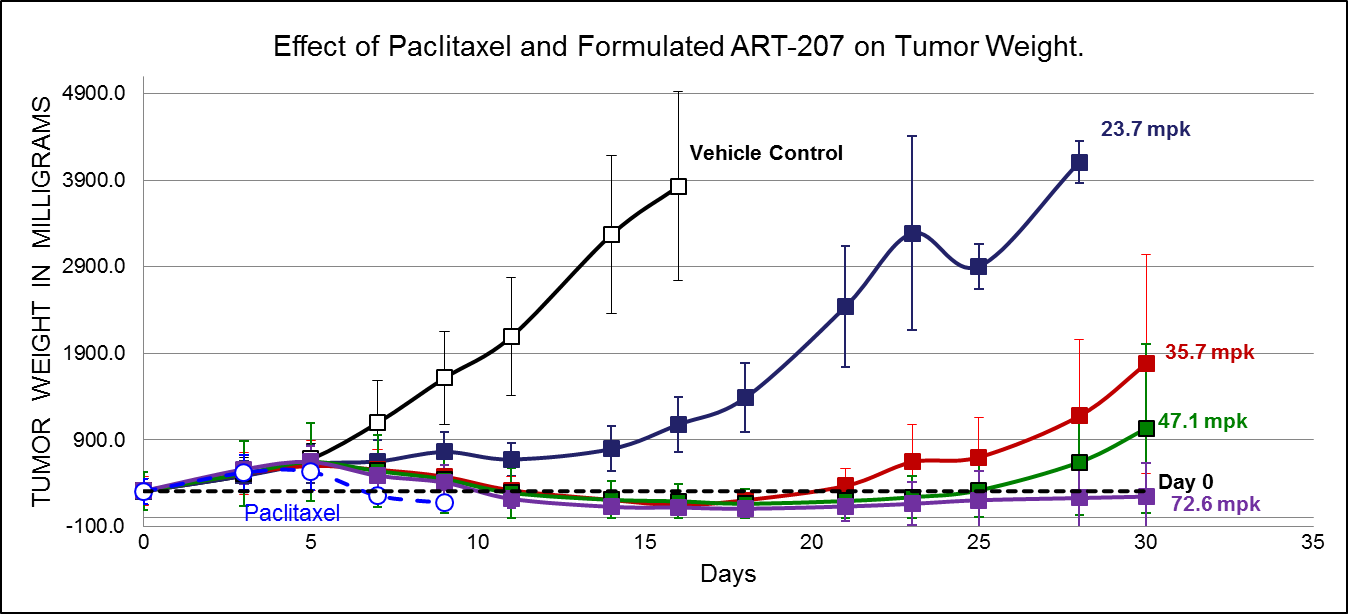 Effect of Paclitaxel and Formulated ART-207 on Tumor Weight.
TUMOR WEIGHT IN MILLIGRAMS
4900.0
3900.0
2900.0
1900.0
900.0
-100.0
Vehicle Control
23.7 mpk
35.7 mpk
47.1 mpk
Day 0
72.6 mpk
Paclitaxel
0 5 10 15 20 25 30 35
Days